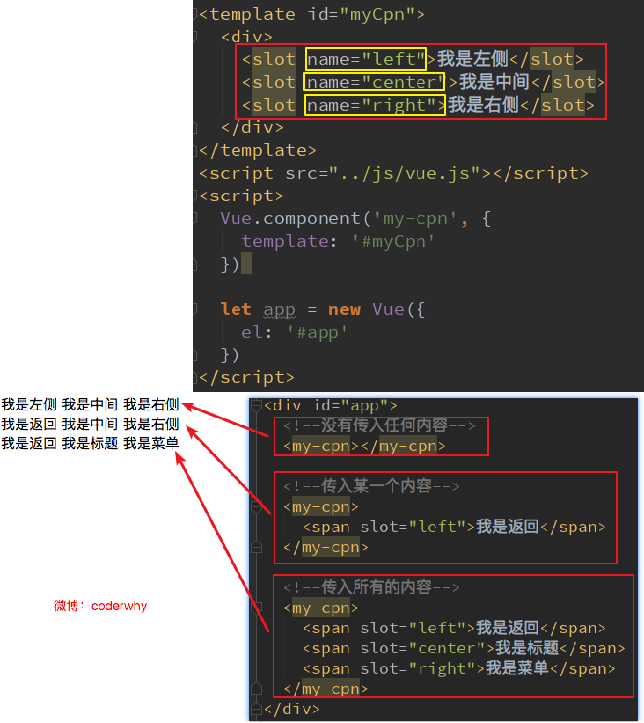 <template id="myCpn">
<div>
<slot name="left">我是左侧</slot>
<slot name="center">我是中间</slot>
<slot name="right">我是右侧</slot>
</div>
</template>
<script src="../js/vue.js"></script>
<script>
Vue.component('my-cpn', {
template: '#myCpn'
})
let app = new Vue({
el: '#app'
})
</script>
我是左侧 我是中间 我是右侧
我是返回 我是中间 我是右侧
我是返回 我是标题 我是菜单
微博：coderwhy
<div id="app">
<!--没有传入任何内容-->
<my-cpn></my-cpn>
<!--传入某一个内容-->
<my-cpn>
<span slot="left">我是返回</span>
</my-cpn>
<!--传入所有的内容-->
<my cpn>
<span slot="left">我是返回</span>
<span slot="center">我是标题</span>
<span slot="right">我是菜单</span>
</my cpn>
</div>